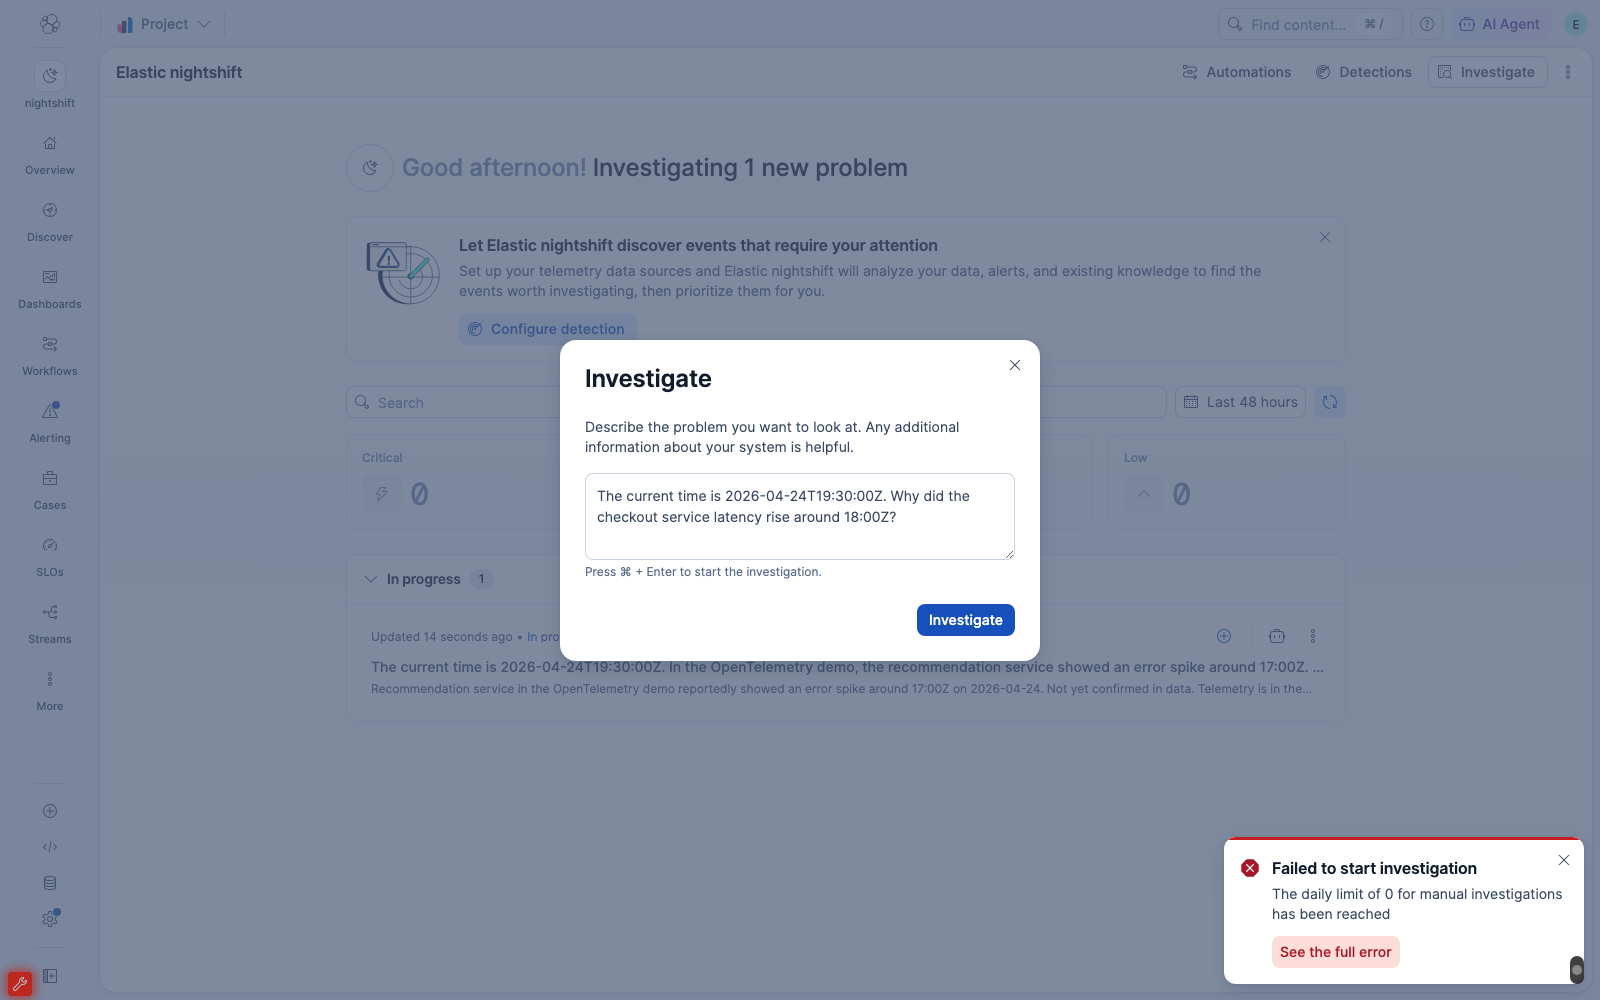 Project
Find content...
⌘ /
AI Agent
E
Elastic nightshift
Automations
Detections
Investigate
nightshift
Overview
Discover
Dashboards
Workflows
Alerting
Cases
SLOs
Streams
More
Good afternoon! Investigating 1 new problem
Let Elastic nightshift discover events that require your attention
Set up your telemetry data sources and Elastic nightshift will analyze your data, alerts, and existing knowledge to find the
events worth investigating, then prioritize them for you.
Configure detection
Search
Last 48 hours
Critical
0
Low
0
In progress 1
Updated 14 seconds ago • In pro
The current time is 2026-04-24T19:30:00Z. In the OpenTelemetry demo, the recommendation service showed an error spike around 17:00Z. ...
Recommendation service in the OpenTelemetry demo reportedly showed an error spike around 17:00Z on 2026-04-24. Not yet confirmed in data. Telemetry is in the...
Investigate
Describe the problem you want to look at. Any additional
information about your system is helpful.
The current time is 2026-04-24T19:30:00Z. Why did the
checkout service latency rise around 18:00Z?
Press ⌘ + Enter to start the investigation.
Investigate
Failed to start investigation
The daily limit of 0 for manual investigations
has been reached
See the full error